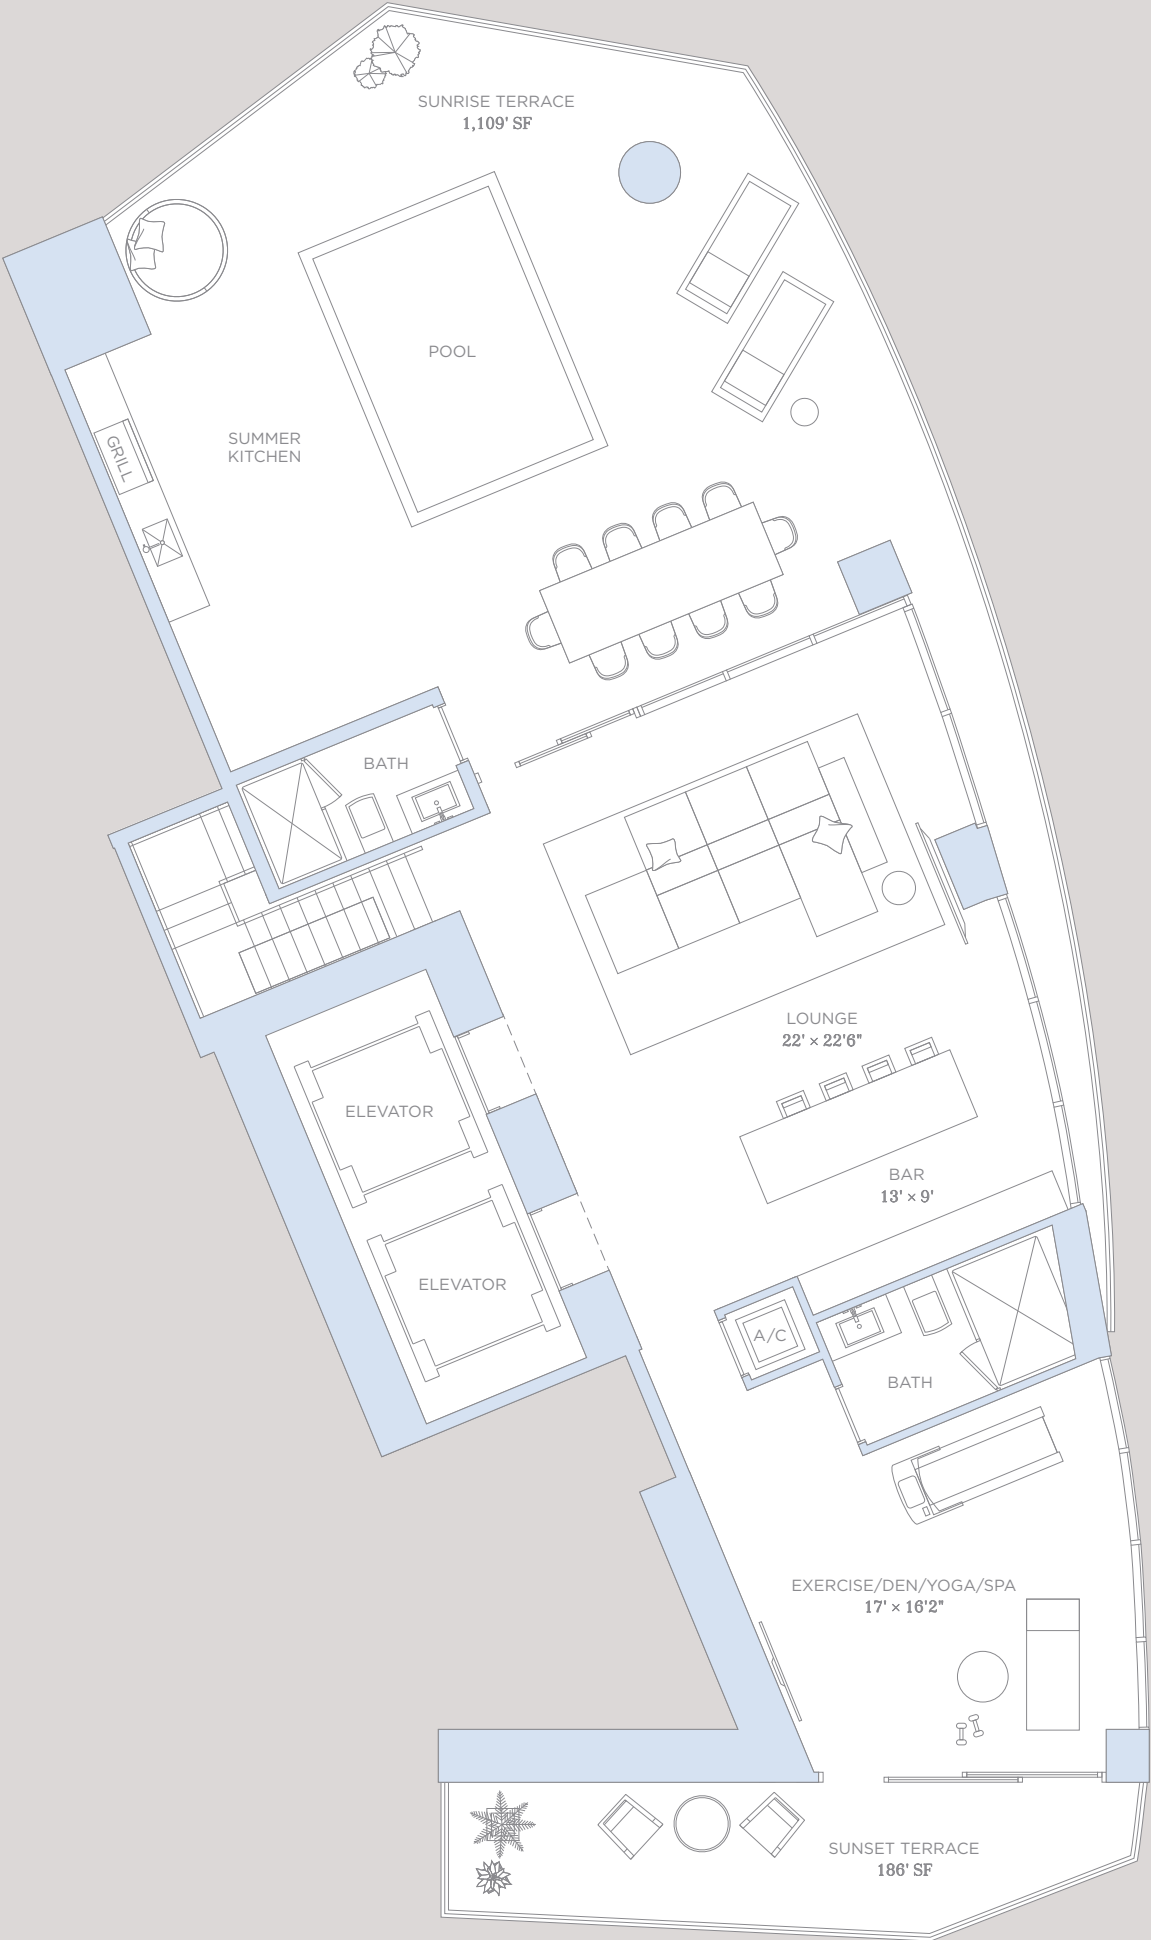 SUNRISE TERRACE
1,109' SF
POOL
SUMMER
KITCHEN
GRILL
BATH
LOUNGE
22' × 22'6"
ELEVATOR
BAR
13' × 9'
ELEVATOR
A/C
BATH
EXERCISE/DEN/YOGA/SPA
17' × 16'2"
SUNSET TERRACE
186' SF